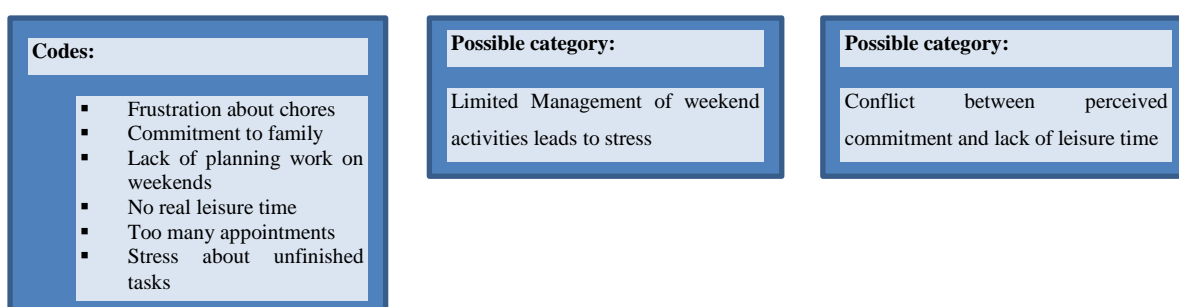 Codes:
▪ Frustration about chores
▪ Commitment to family
▪ Lack of planning work on
weekends
▪ No real leisure time
▪ Too many appointments
▪ Stress about unfinished
tasks
Possible category:
Limited Management of weekend
activities leads to stress
Possible category:
Conflict between perceived
commitment and lack of leisure time